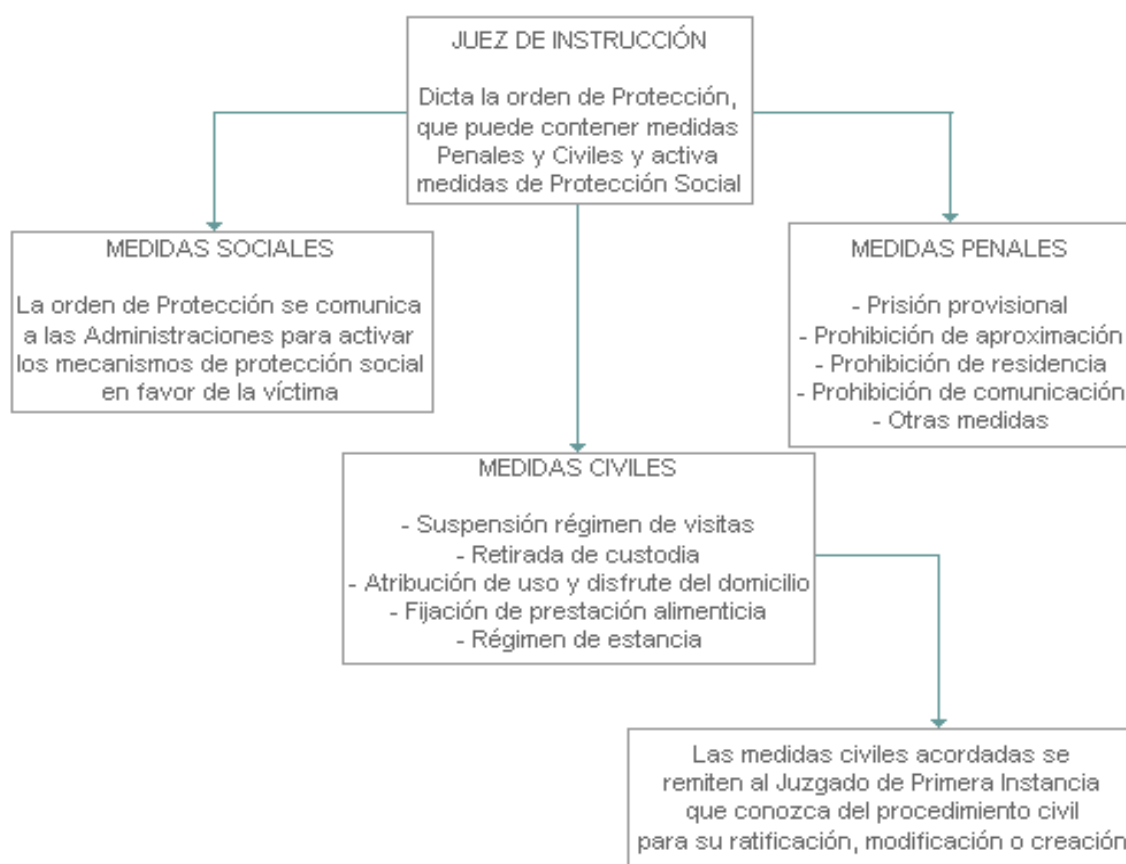 JUEZ DE INSTRUCCIÓN
Dicta la orden de Protección,
que puede contener medidas
Penales y Civiles y activa
medidas de Protección Social
MEDIDAS SOCIALES
La orden de Protección se comunica
a las Administraciones para activar
los mecanismos de protección social
en favor de la víctima
MEDIDAS PENALES
- Prisión provisional
- Prohibición de aproximación
- Prohibición de residencia
- Prohibición de comunicación
- Otras medidas
MEDIDAS CIVILES
- Suspensión régimen de visitas
- Retirada de custodia
- Atribución de uso y disfrute del domicilio
- Fijación de prestación alimenticia
- Régimen de estancia
Las medidas civiles acordadas se
remiten al Juzgado de Primera Instancia
que conozca del procedimiento civil
para su ratificación, modificación o creación